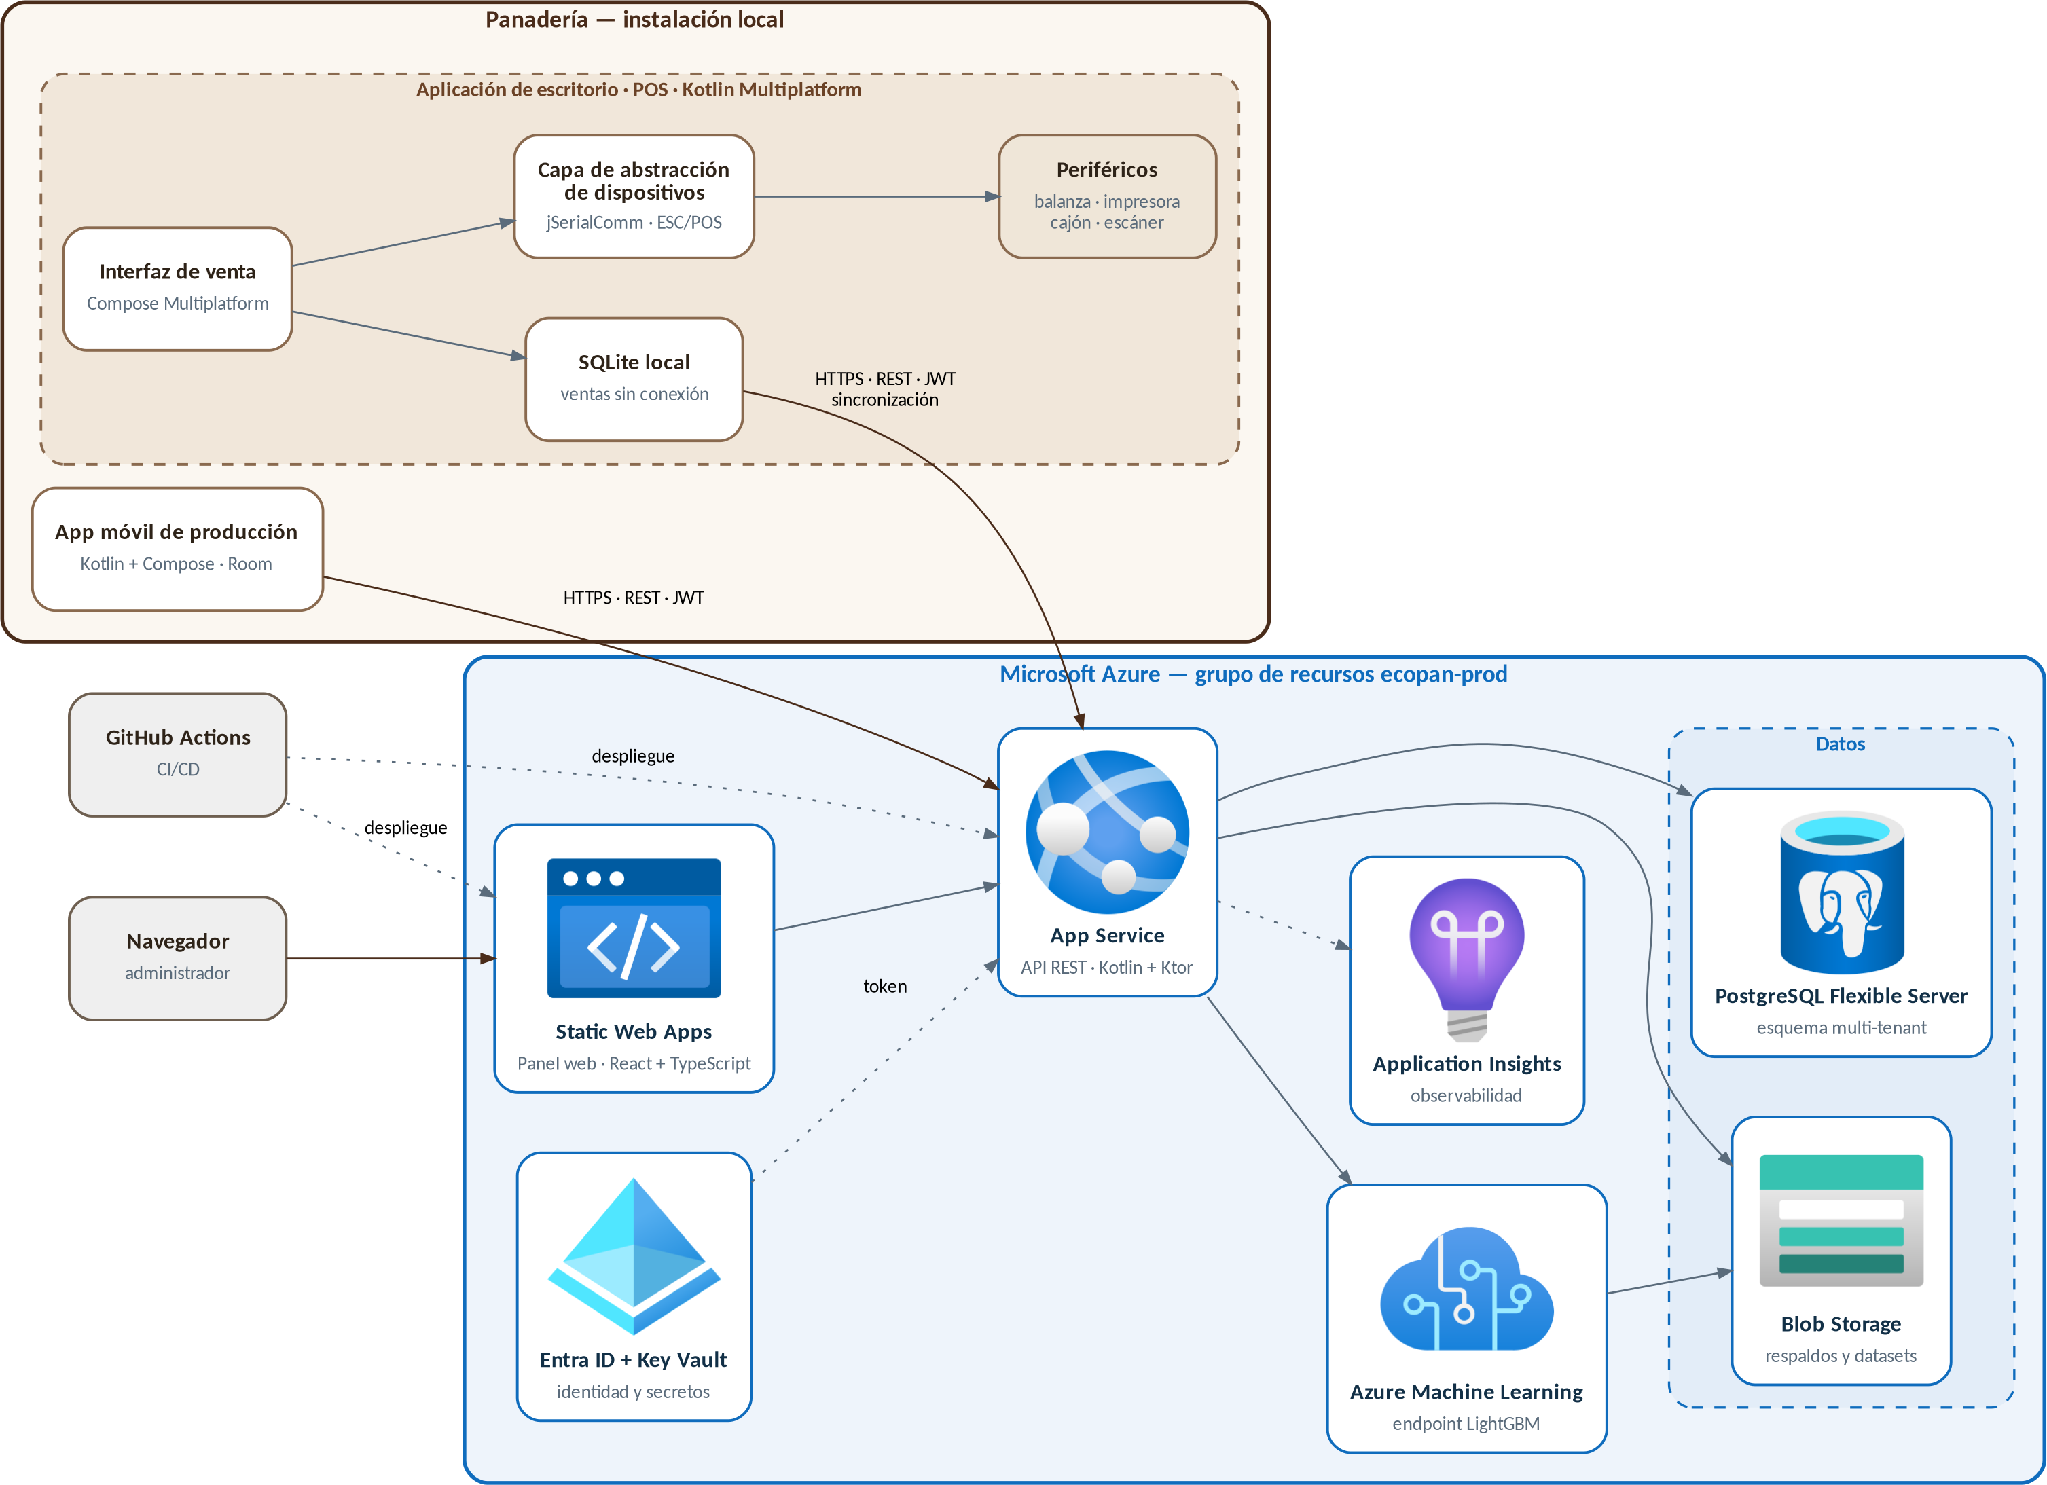 Panadería — instalación local
Aplicación de escritorio · POS · Kotlin Multiplatform
Capa de abstracción
de dispositivos
jSerialComm · ESC/POS
Periféricos
balanza · impresora
cajón · escáner
Interfaz de venta
Compose Multiplatform
SQLite local
ventas sin conexión
HTTPS · REST · JWT
sincronización
App móvil de producción
Kotlin + Compose · Room
HTTPS · REST · JWT
Microsoft Azure — grupo de recursos ecopan-prod
GitHub Actions
CI/CD
despliegue
despliegue
Navegador
administrador
Static Web Apps
Panel web · React + TypeScript
App Service
API REST · Kotlin + Ktor
token
Entra ID + Key Vault
identidad y secretos
Application Insights
observabilidad
Azure Machine Learning
endpoint LightGBM
Datos
PostgreSQL Flexible Server
esquema multi-tenant
Blob Storage
respaldos y datasets